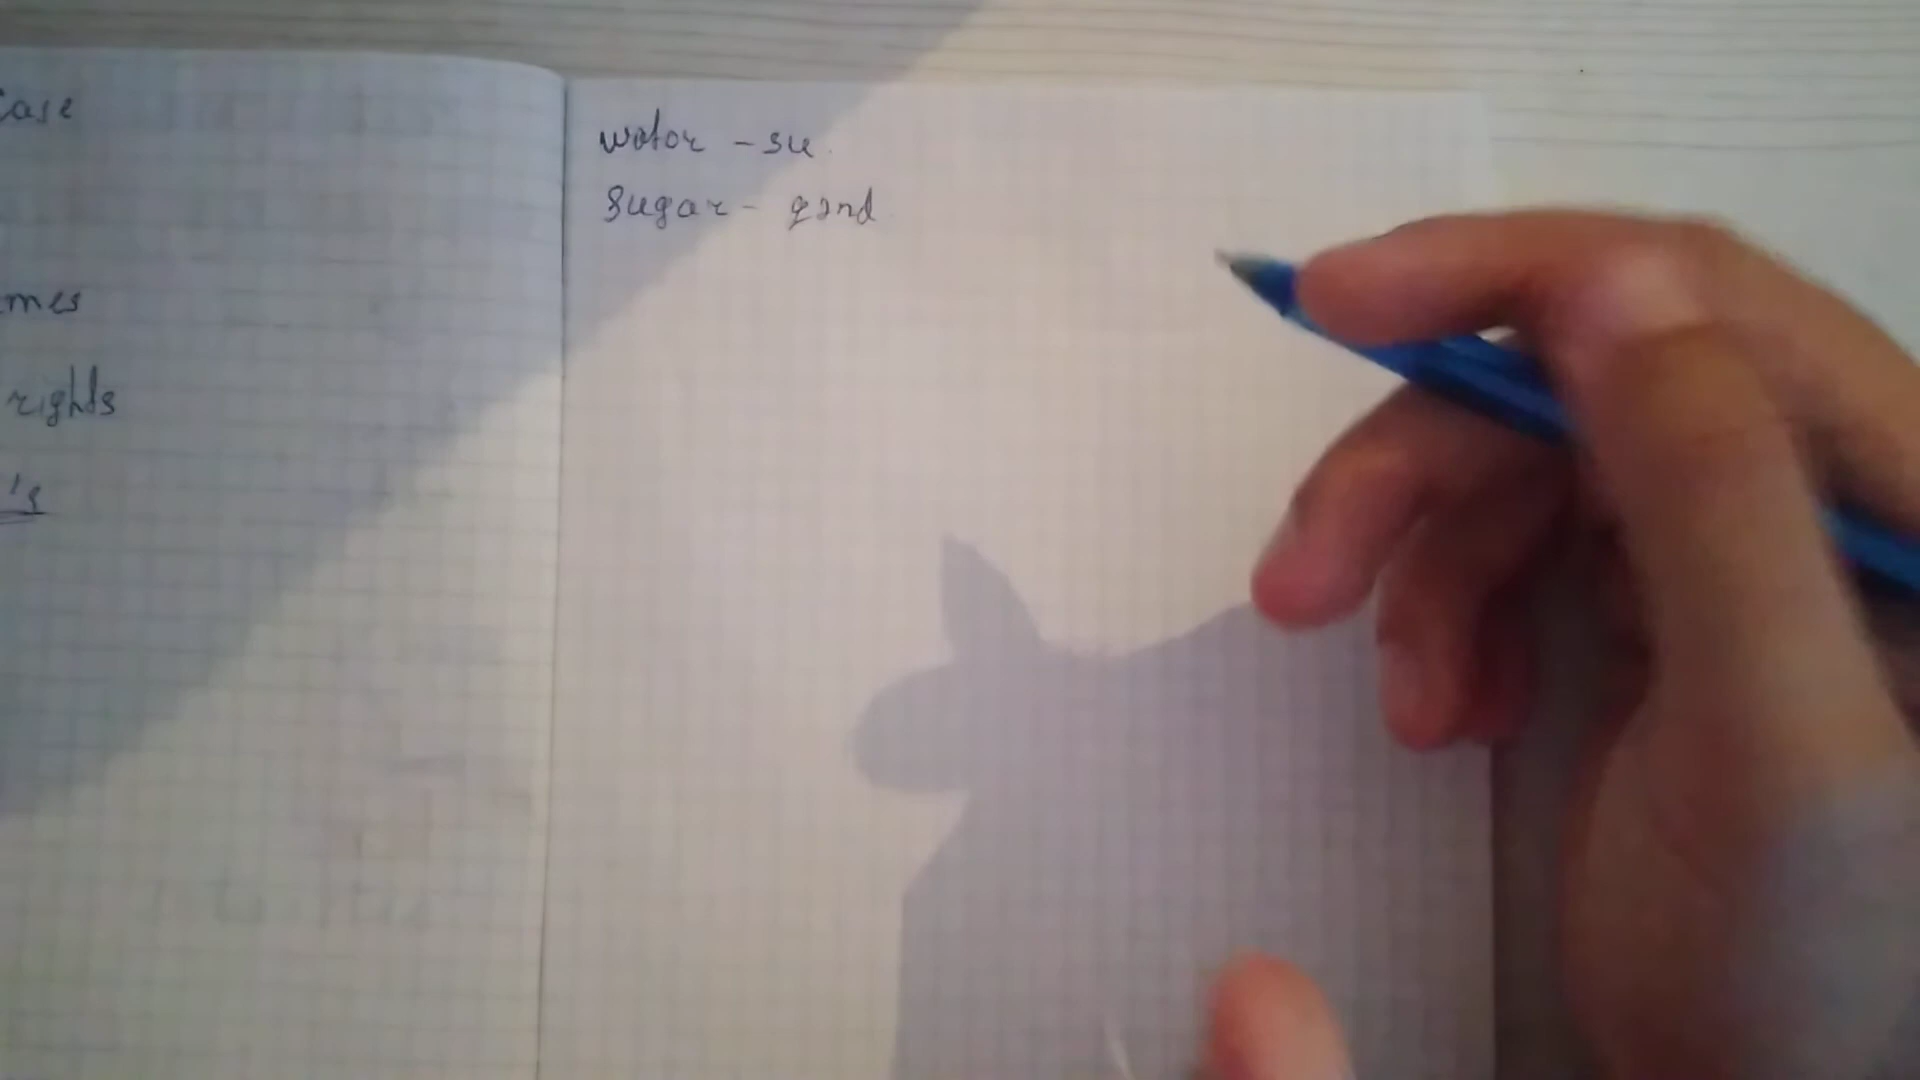 case
mes
rights
's
water - su
sugar - qənd